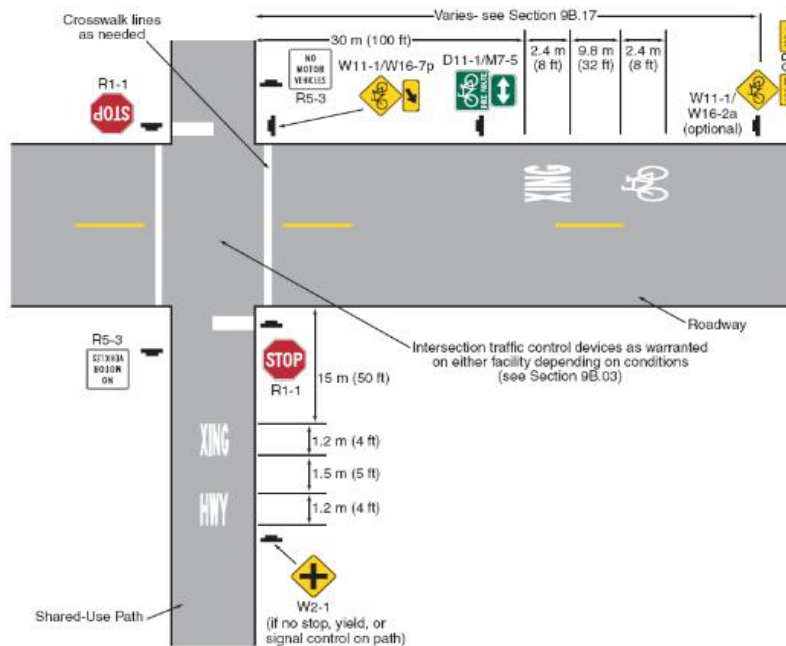 Varies- see Section 9B.17
Crosswalk lines
as needed
30 m (100 ft)
2.4 m
(8 ft)
9.8 m
(32 ft)
2.4 m
(8 ft)
R1-1
STOP
NO
MOTOR
VEHICLES
R5-3
W11-1/W16-7p
D11-1/M7-5
BIKE ROUTE
W11-1/
W16-2a
(optional)
XING
Roadway
R5-3
NO
MOTOR
VEHICLES
STOP
R1-1
Intersection traffic control devices as warranted
on either facility depending on conditions
(see Section 9B.03)
15 m (50 ft)
XING
1.2 m (4 ft)
1.5 m (5 ft)
HWY
1.2 m (4 ft)
Shared-Use Path
W2-1
(if no stop, yield, or
signal control on path)